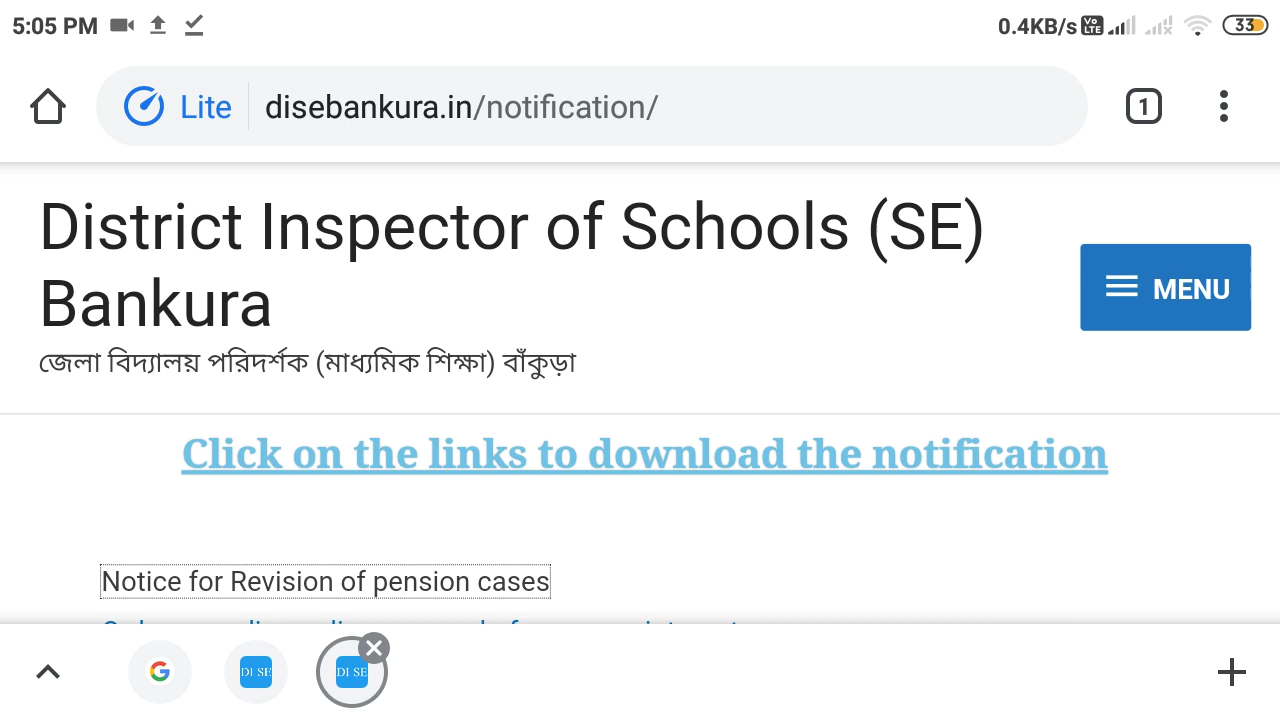 5:05 PM 0.4KB/s Vo LTE 33
Lite disebankura.in/notification/ 1
District Inspector of Schools (SE)
Bankura
MENU
জেলা বিদ্যালয় পরিদর্শক (মাধ্যমিক শিক্ষা) বাঁকুড়া
Click on the links to download the notification
Notice for Revision of pension cases
G DI SE DI SE